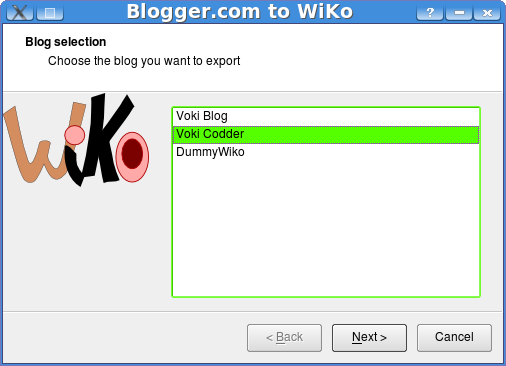 Blogger.com to WiKo
?
Blog selection
Choose the blog you want to export
WiKo
Voki Blog
Voki Codder
DummyWiko
< Back
Next >
Cancel